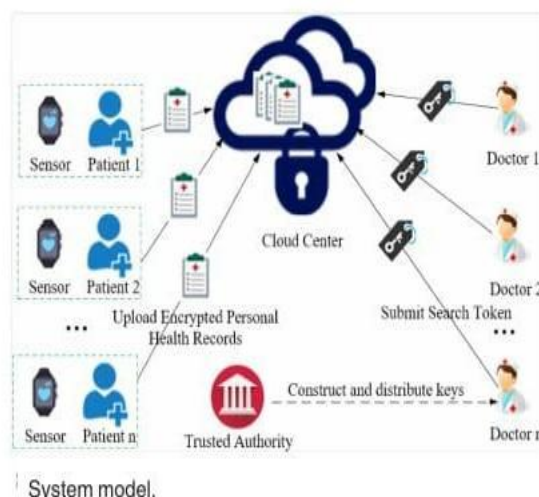 Sensor Patient 1
Doctor 1
Cloud Center
Sensor Patient 2
Doctor 2
...
Upload Encrypted Personal
Health Records
Submit Search Token
...
Construct and distribute keys
Sensor Patient n
Trusted Authority
Doctor n
System model.